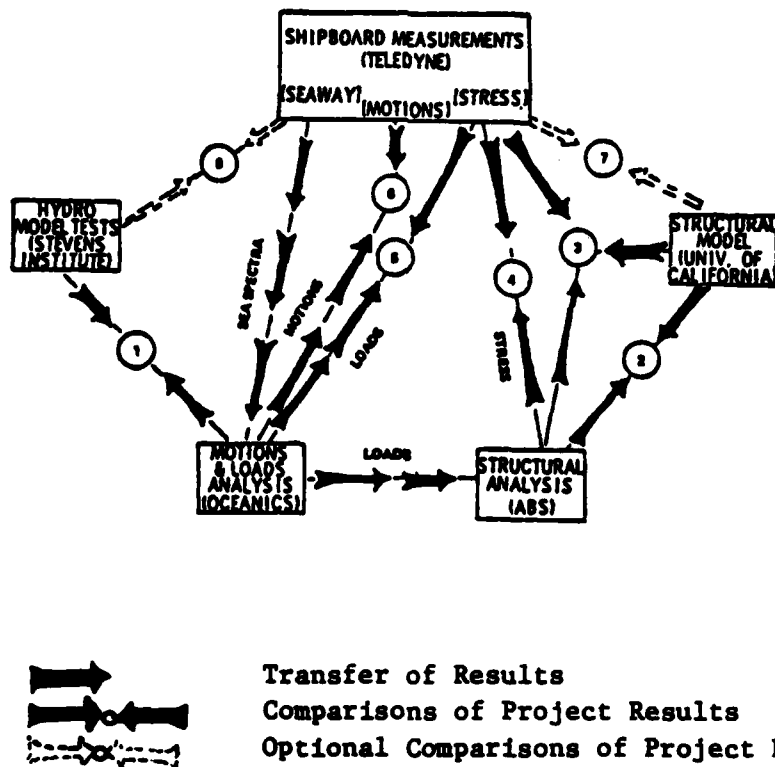 SHIPBOARD MEASUREMENTS
(TELEDYNE)
[SEAWAY] [MOTIONS] [STRESS]
8
7
6
HYDRO
MODEL TESTS
(STEVENS
INSTITUTE)
STRUCTURAL
MODEL
(UNIV. OF
CALIFORNIA)
5
3
4
SEA SPECTRA
MOTIONS
LOADS
STRESS
1
2
MOTIONS
& LOADS
ANALYSIS
(OCEANICS)
LOADS
STRUCTURAL
ANALYSIS
(ABS)
Transfer of Results
Comparisons of Project Results
Optional Comparisons of Project